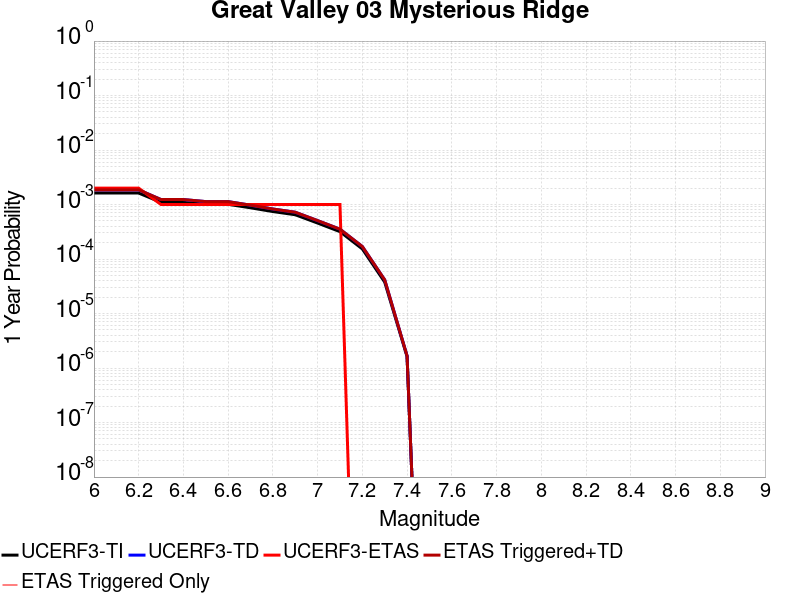 Great Valley 03 Mysterious Ridge
10 0
10 -1
10 -2
10 -3
10 -4
10 -5
10 -6
10 -7
10 -8
1 Year Probability
6 6.2 6.4 6.6 6.8 7 7.2 7.4 7.6 7.8 8 8.2 8.4 8.6 8.8 9
Magnitude
UCERF3-TI UCERF3-TD UCERF3-ETAS ETAS Triggered+TD
ETAS Triggered Only